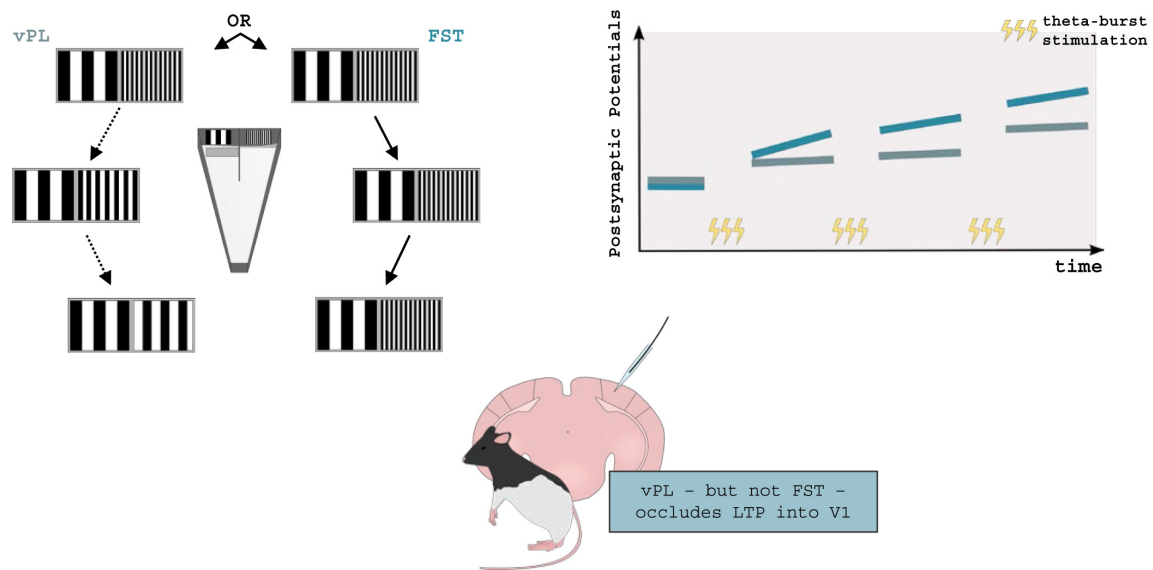 OR
vPL
FST
theta-burst
stimulation
Postsynaptic Potentials
time
vPL – but not FST –
occludes LTP into V1